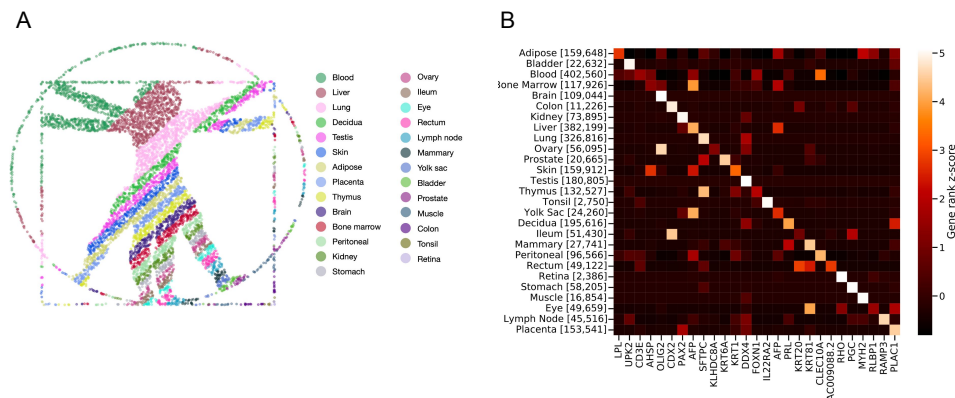 A
Blood
Liver
Lung
Decidua
Testis
Skin
Adipose
Placenta
Thymus
Brain
Bone marrow
Peritoneal
Kidney
Stomach
Ovary
Ileum
Eye
Rectum
Lymph node
Mammary
Yolk sac
Bladder
Prostate
Muscle
Colon
Tonsil
Retina
B
Adipose [159,648]
Bladder [22,632]
Blood [402,560]
Bone Marrow [117,926]
Brain [109,044]
Colon [11,226]
Kidney [73,895]
Liver [382,199]
Lung [326,816]
Ovary [56,095]
Prostate [20,665]
Skin [159,912]
Testis [180,805]
Thymus [132,527]
Tonsil [2,750]
Yolk Sac [24,260]
Decidua [195,616]
Ileum [51,430]
Mammary [27,741]
Peritoneal [96,566]
Rectum [49,122]
Retina [2,386]
Stomach [58,205]
Muscle [16,854]
Eye [49,659]
Lymph Node [45,516]
Placenta [153,541]
LPL
UPK2
CD3E
AHSP
OLIG2
CDX2
PAX2
AFP
SFTPC
KLHDC8A
KRT6A
KRT1
DDX4
FOXN1
IL22RA2
AFP
PRL
KRT20
KRT81
CLEC10A
AC009088.2
RHO
PGC
MYH2
RLBP1
RAMP3
PLAC1
5
4
3
2
1
0
Gene rank z-score